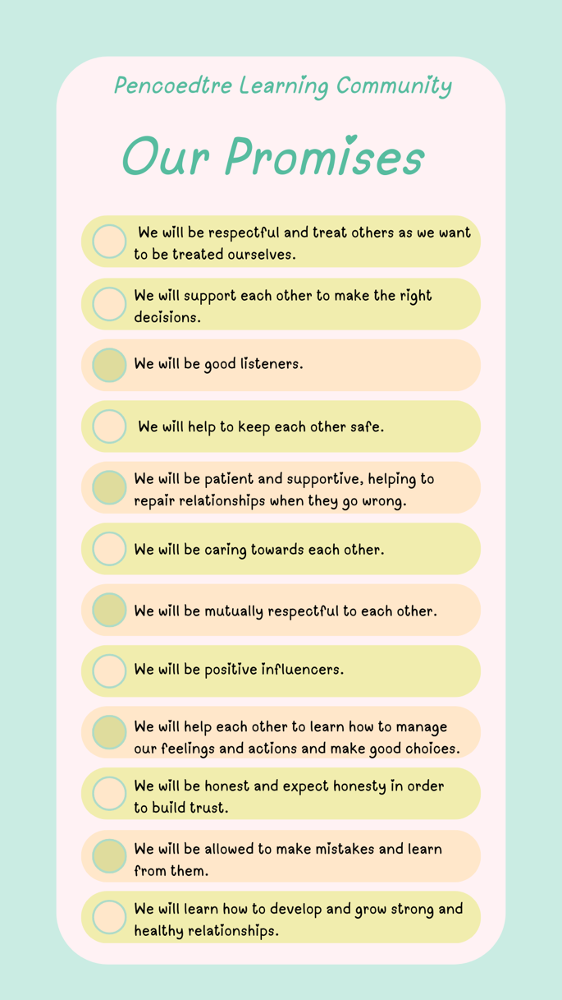 Pencoedtre Learning Community
Our Promises
We will be respectful and treat others as we want
to be treated ourselves.
We will support each other to make the right
decisions.
We will be good listeners.
We will help to keep each other safe.
We will be patient and supportive, helping to
repair relationships when they go wrong.
We will be caring towards each other.
We will be mutually respectful to each other.
We will be positive influencers.
We will help each other to learn how to manage
our feelings and actions and make good choices.
We will be honest and expect honesty in order
to build trust.
We will be allowed to make mistakes and learn
from them.
We will learn how to develop and grow strong and
healthy relationships.